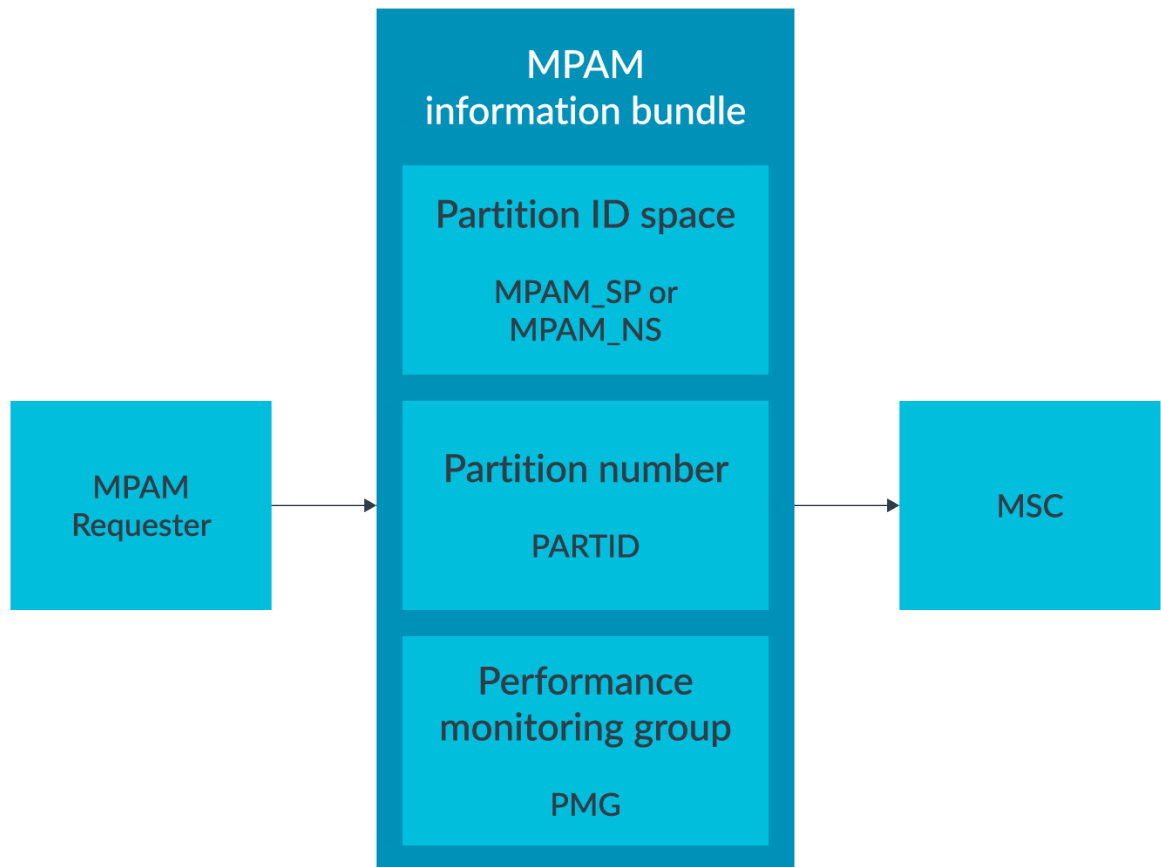 MPAM
information bundle
Partition ID space
MPAM_SP or
MPAM_NS
MPAM
Requester
Partition number
PARTID
MSC
Performance
monitoring group
PMG